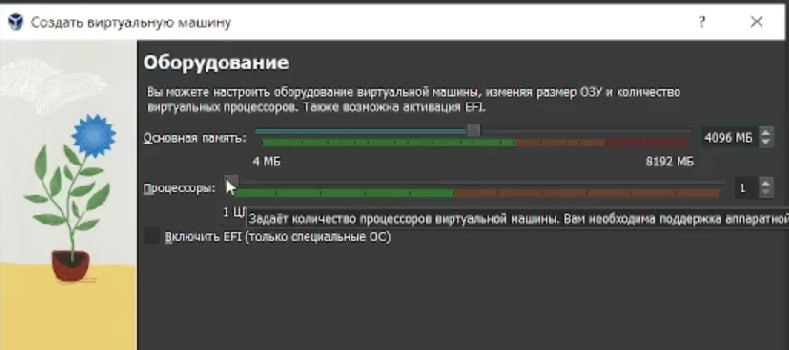 Создать виртуальную машину
?
Оборудование
Вы можете настроить оборудование виртуальной машины, изменяя размер ОЗУ и количество
виртуальных процессоров. Также возможна активация EFI.
Основная память:
4096 МБ
4 МБ
8192 МБ
Процессоры:
1
1 Ц
Задаёт количество процессоров виртуальной машины. Вам необходима поддержка аппаратной
Включить EFI (только специальные ОС)